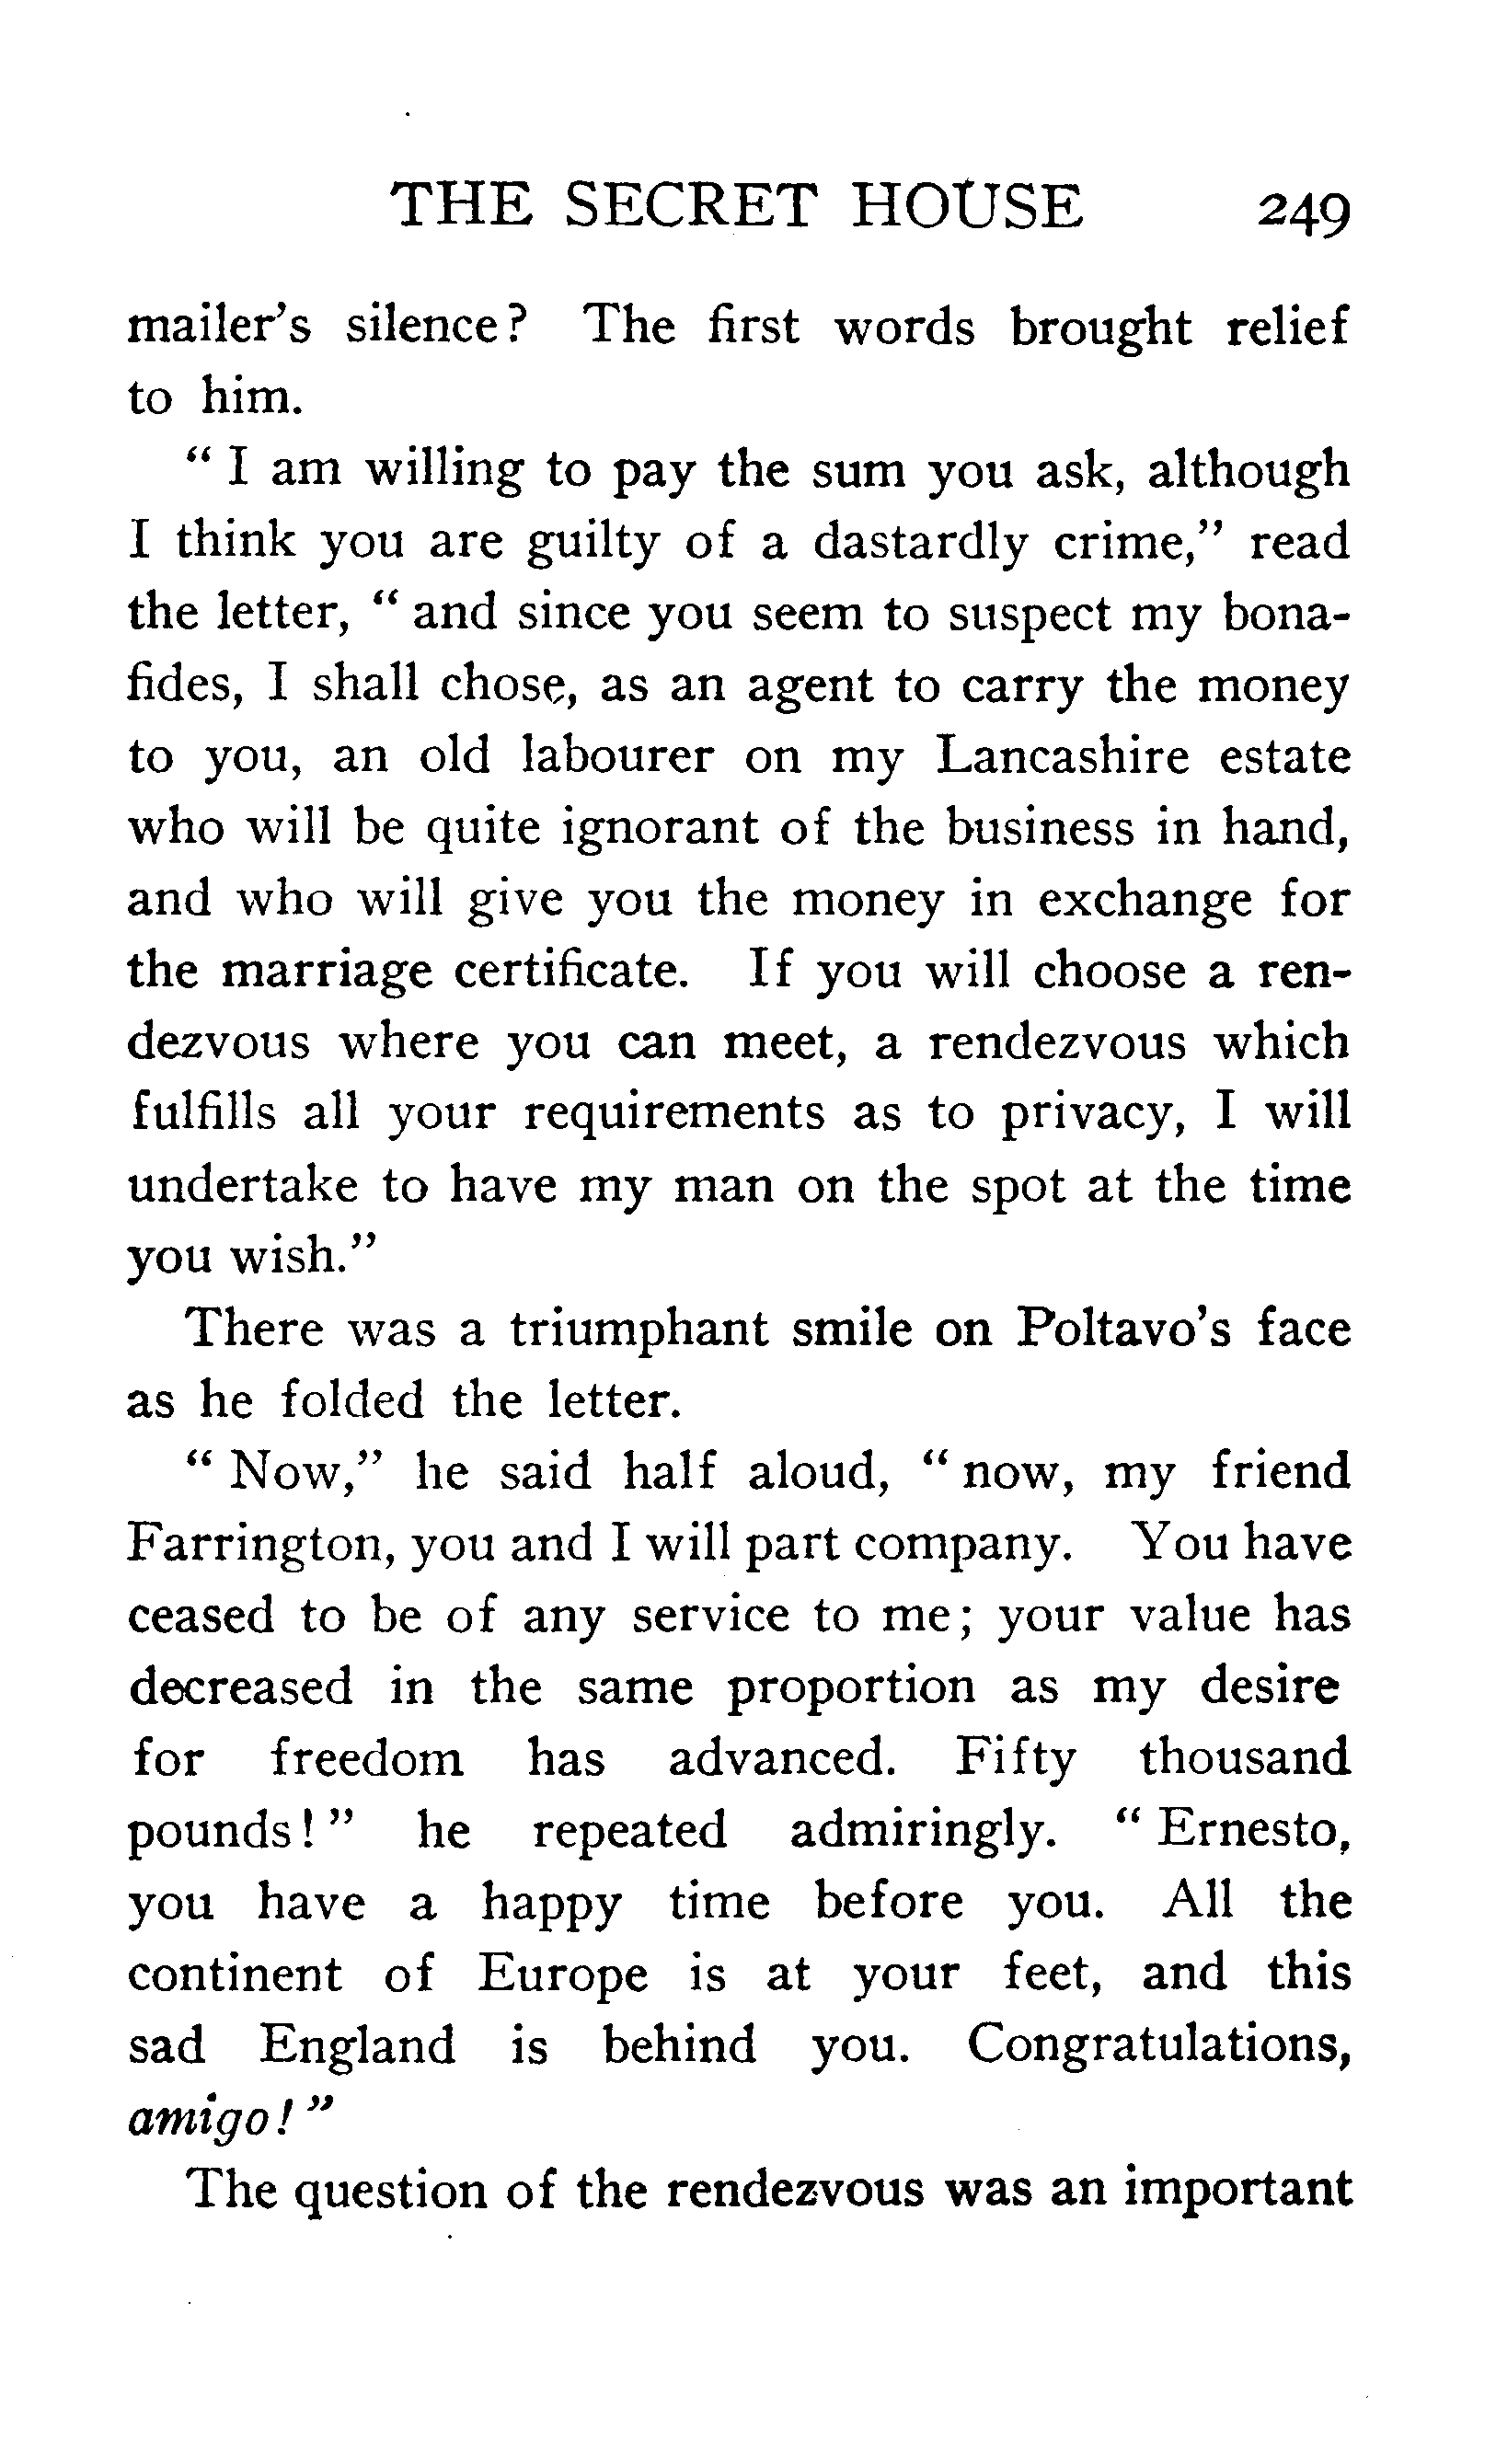 THE SECRET HOUSE 249
mailer's silence? The first words brought relief
to him.
" I am willing to pay the sum you ask, although
I think you are guilty of a dastardly crime," read
the letter, " and since you seem to suspect my bona-
fides, I shall chose, as an agent to carry the money
to you, an old labourer on my Lancashire estate
who will be quite ignorant of the business in hand,
and who will give you the money in exchange for
the marriage certificate. If you will choose a ren-
dezvous where you can meet, a rendezvous which
fulfills all your requirements as to privacy, I will
undertake to have my man on the spot at the time
you wish."
There was a triumphant smile on Poltavo's face
as he folded the letter.
" Now," he said half aloud, " now, my friend
Farrington, you and I will part company. You have
ceased to be of any service to me; your value has
decreased in the same proportion as my desire
for freedom has advanced. Fifty thousand
pounds! " he repeated admiringly. " Ernesto,
you have a happy time before you. All the
continent of Europe is at your feet, and this
sad England is behind you. Congratulations,
amigo! "
The question of the rendezvous was an important